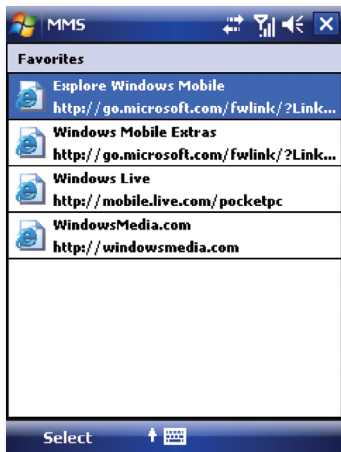 MMS
Favorites
Explore Windows Mobile
http://go.microsoft.com/fwlink/?Link...
Windows Mobile Extras
http://go.microsoft.com/fwlink/?Link...
Windows Live
http://mobile.live.com/pocketpc
WindowsMedia.com
http://windowsmedia.com
Select